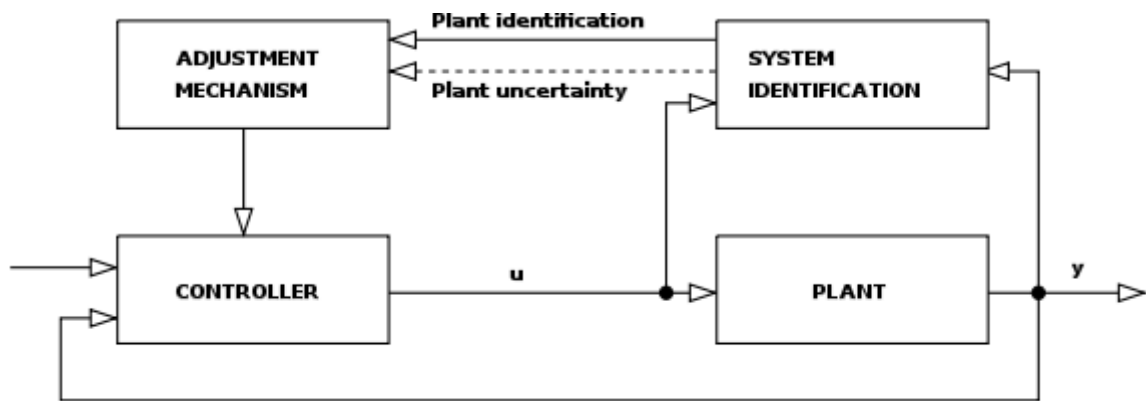 Plant identification
ADJUSTMENT
MECHANISM
SYSTEM
IDENTIFICATION
Plant uncertainty
u
y
CONTROLLER
PLANT